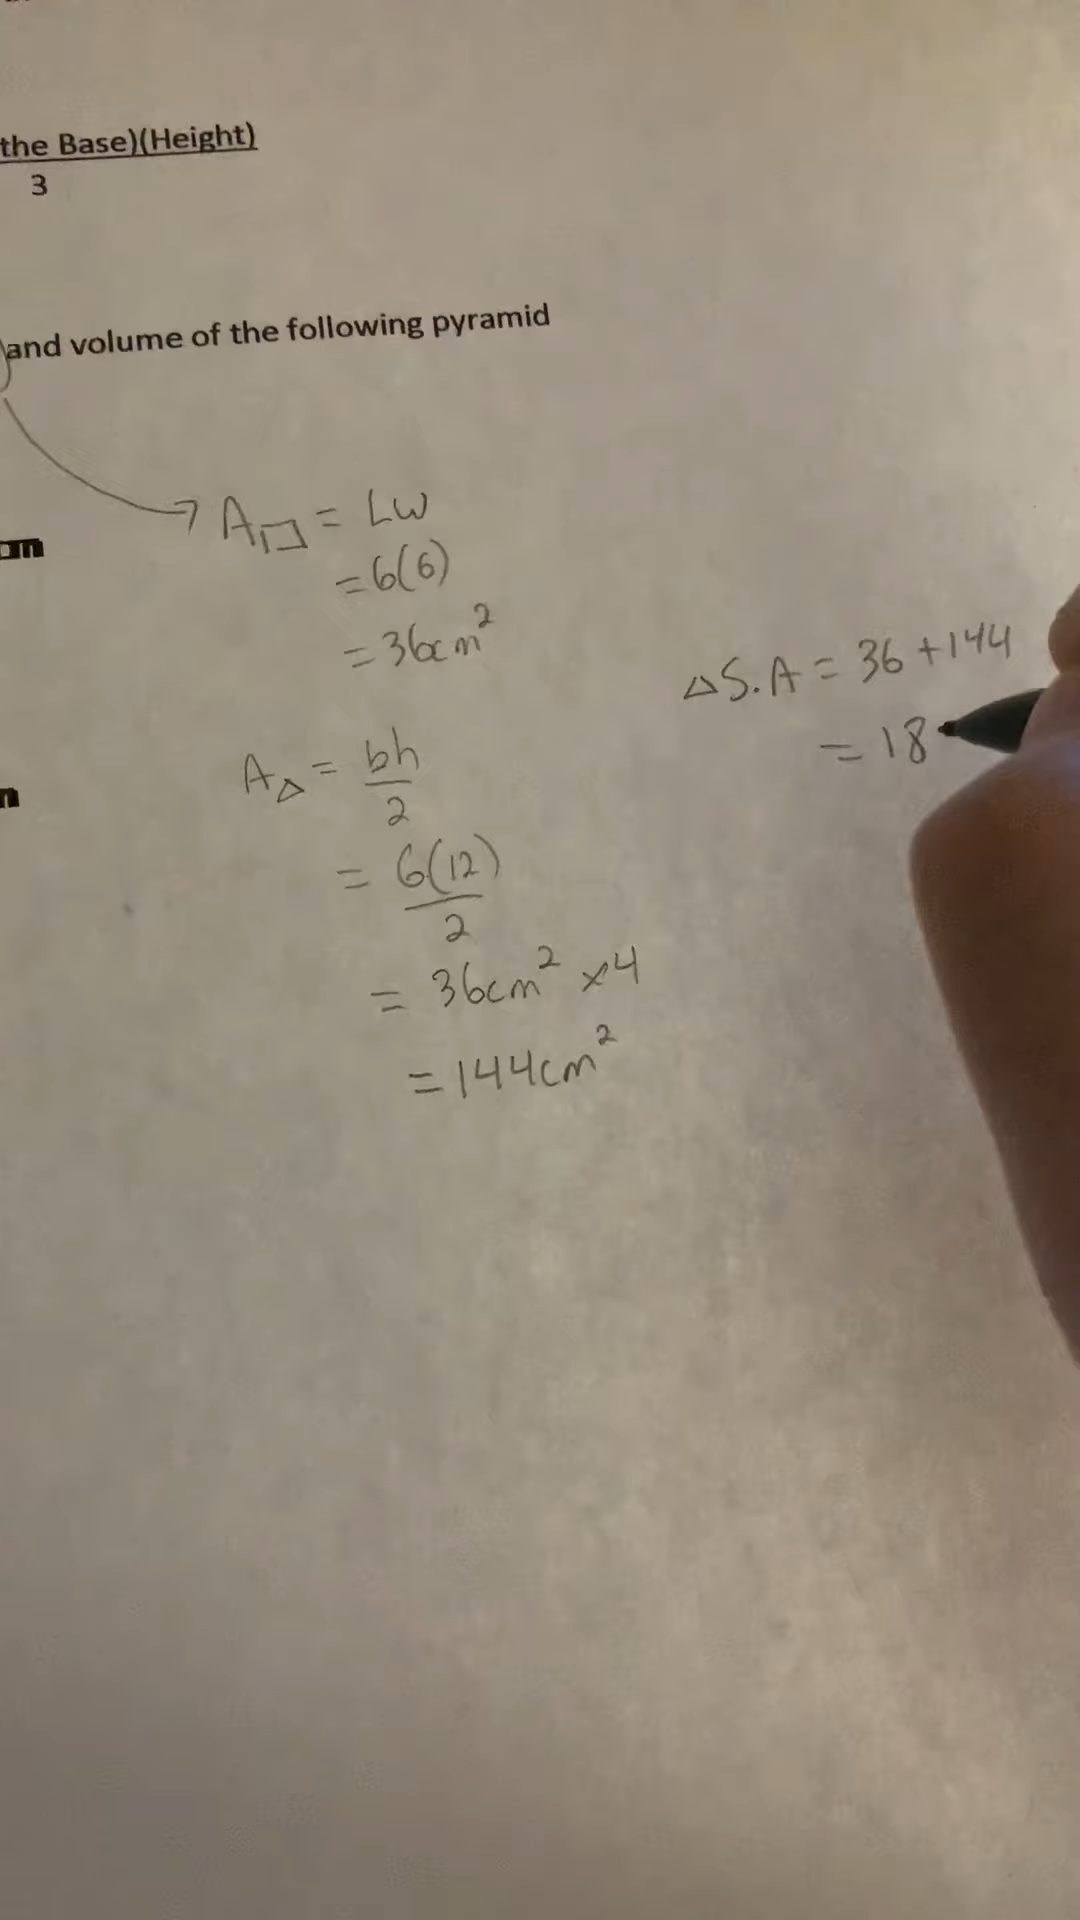 the Base)(Height)
3
and volume of the following pyramid
A□ = LW
= 6(6)
= 36cm²
A△ = bh
2
= 6(12)
2
= 36cm² ×4
= 144cm²
△S.A = 36 + 144
= 18